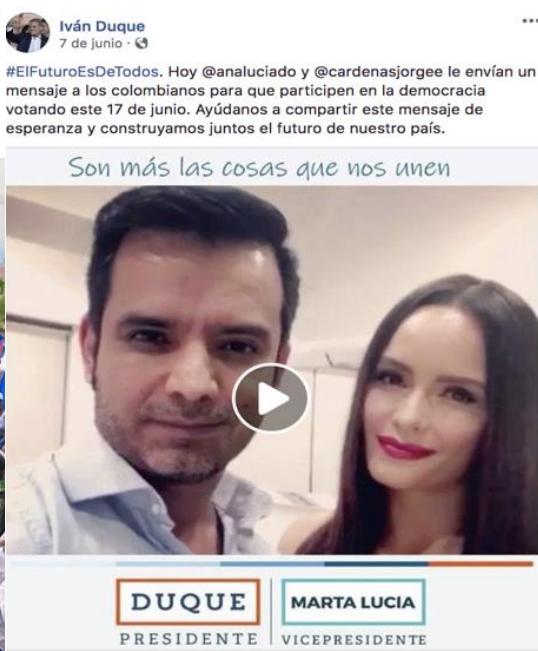 Iván Duque
7 de junio ·
#ElFuturoEsDeTodos. Hoy @analuciado y @cardenasjorgee le envían un
mensaje a los colombianos para que participen en la democracia
votando este 17 de junio. Ayúdanos a compartir este mensaje de
esperanza y construyamos juntos el futuro de nuestro país.
Son más las cosas que nos unen
DUQUE
PRESIDENTE
MARTA LUCIA
VICEPRESIDENTE